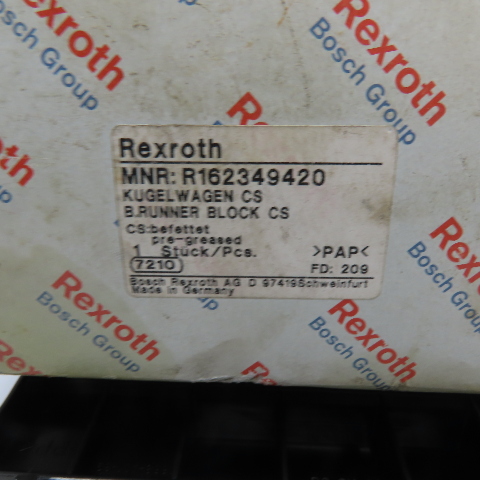 Rexroth
Bosch Group
Rexroth
Bosch Group
Rexroth
MNR: R162349420
KUGELWAGEN CS
B.RUNNER BLOCK CS
CS:befettet
pre-greased
1 Stück/Pcs. >PAP<
7210 FD: 209
Bosch Rexroth AG D 97419Schweinfurt
Made in Germany
Rexroth
Bosch Group
Rexroth
Bosch Group
Rexroth
Bosch Group